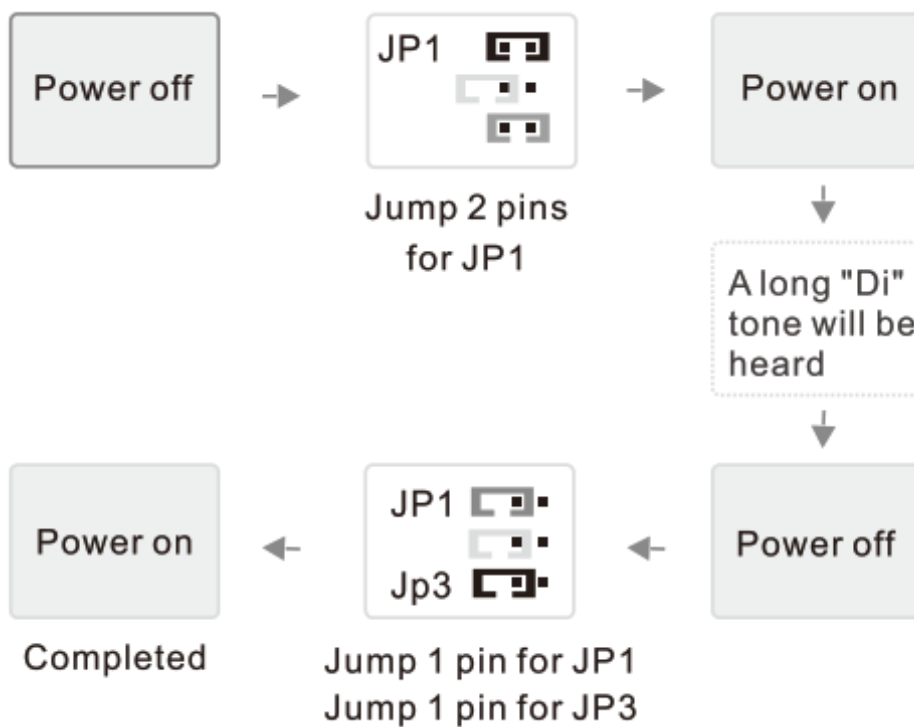 Power off
JP1
Jump 2 pins
for JP1
Power on
A long "Di"
tone will be
heard
Power off
JP1
Jp3
Jump 1 pin for JP1
Jump 1 pin for JP3
Power on
Completed